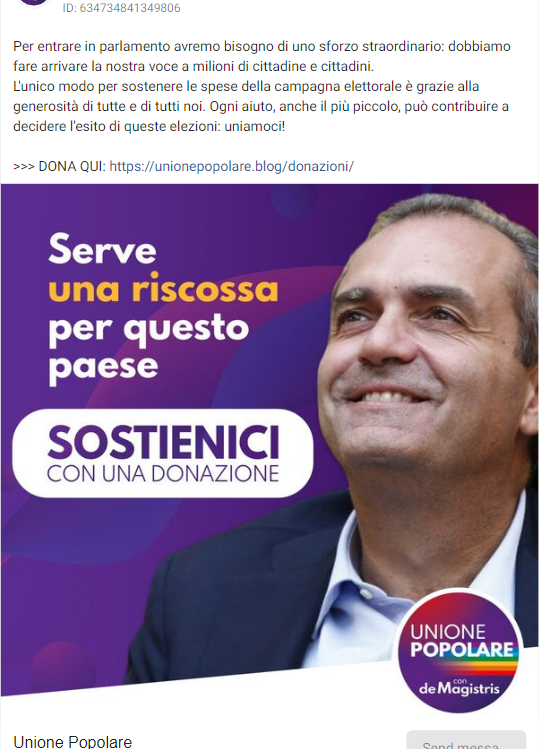 ID: 634734841349806
Per entrare in parlamento avremo bisogno di uno sforzo straordinario: dobbiamo
fare arrivare la nostra voce a milioni di cittadine e cittadini.
L'unico modo per sostenere le spese della campagna elettorale è grazie alla
generosità di tutte e di tutti noi. Ogni aiuto, anche il più piccolo, può contribuire a
decidere l'esito di queste elezioni: uniamoci!
>>> DONA QUI: https://unionepopolare.blog/donazioni/
Serve
una riscossa
per questo
paese
SOSTIENICI
CON UNA DONAZIONE
UNIONE
POPOLARE
con
de Magistris
Unione Popolare
Send messa